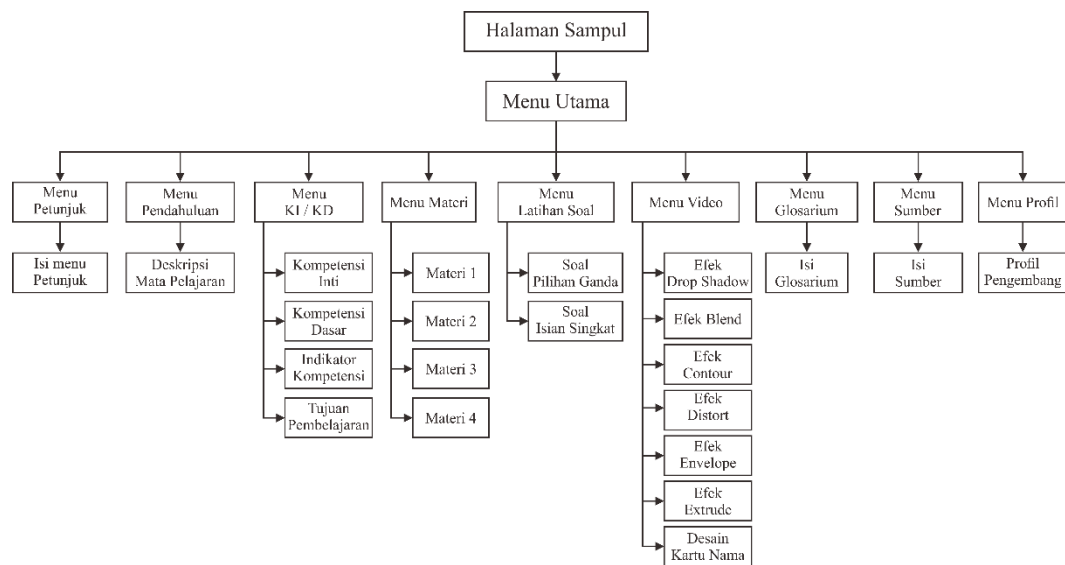 Halaman Sampul
Menu Utama
Menu
Petunjuk
Menu
Pendahuluan
Menu
KI / KD
Menu Materi
Menu
Latihan Soal
Menu Video
Menu
Glosarium
Menu
Sumber
Menu Profil
Isi menu
Petunjuk
Deskripsi
Mata Pelajaran
Kompetensi
Inti
Kompetensi
Dasar
Indikator
Kompetensi
Tujuan
Pembelajaran
Materi 1
Materi 2
Materi 3
Materi 4
Soal
Pilihan Ganda
Soal
Isian Singkat
Efek
Drop Shadow
Efek Blend
Efek
Contour
Efek
Distort
Efek
Envelope
Efek
Extrude
Desain
Kartu Nama
Isi
Glosarium
Isi
Sumber
Profil
Pengembang